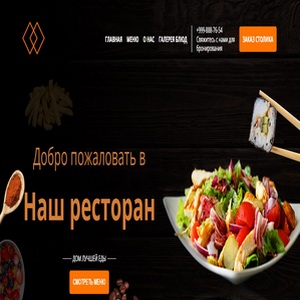 ГЛАВНАЯ МЕНЮ О НАС ГАЛЕРЕЯ БЛЮД
+999-888-76-54
Свяжитесь с нами для
бронирования
ЗАКАЗ СТОЛИКА
Добро пожаловать в
Наш ресторан
ДОМ ЛУЧШЕЙ ЕДЫ
СМОТРЕТЬ МЕНЮ